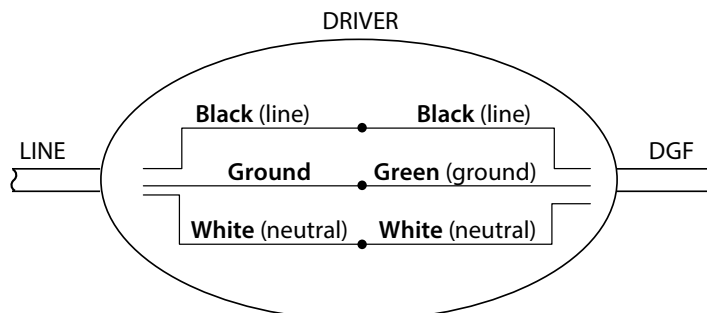 DRIVER
Black (line) Black (line)
LINE DGF
Ground Green (ground)
White (neutral) White (neutral)